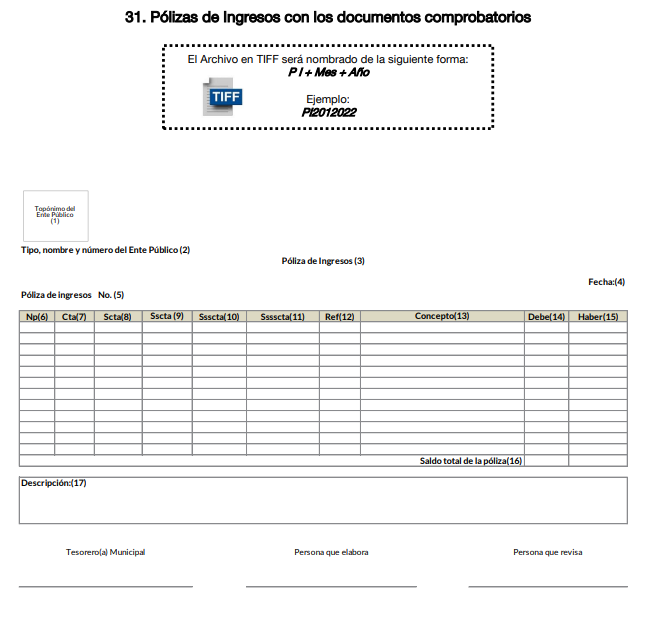 31. Pólizas de Ingresos con los documentos comprobatorios
El Archivo en TIFF será nombrado de la siguiente forma:
P I + Mes + Año
TIFF
Ejemplo:
PI2012022
Topónimo del
Ente Público
(1)
Tipo, nombre y número del Ente Público (2)
Póliza de Ingresos (3)
Fecha:(4)
Póliza de ingresos No. (5)
Np(6) Cta(7) Scta(8) Sscta (9) Ssscta(10) Sssscta(11) Ref(12) Concepto(13) Debe(14) Haber(15)
Saldo total de la póliza(16)
Descripción:(17)
Tesorero(a) Municipal Persona que elabora Persona que revisa